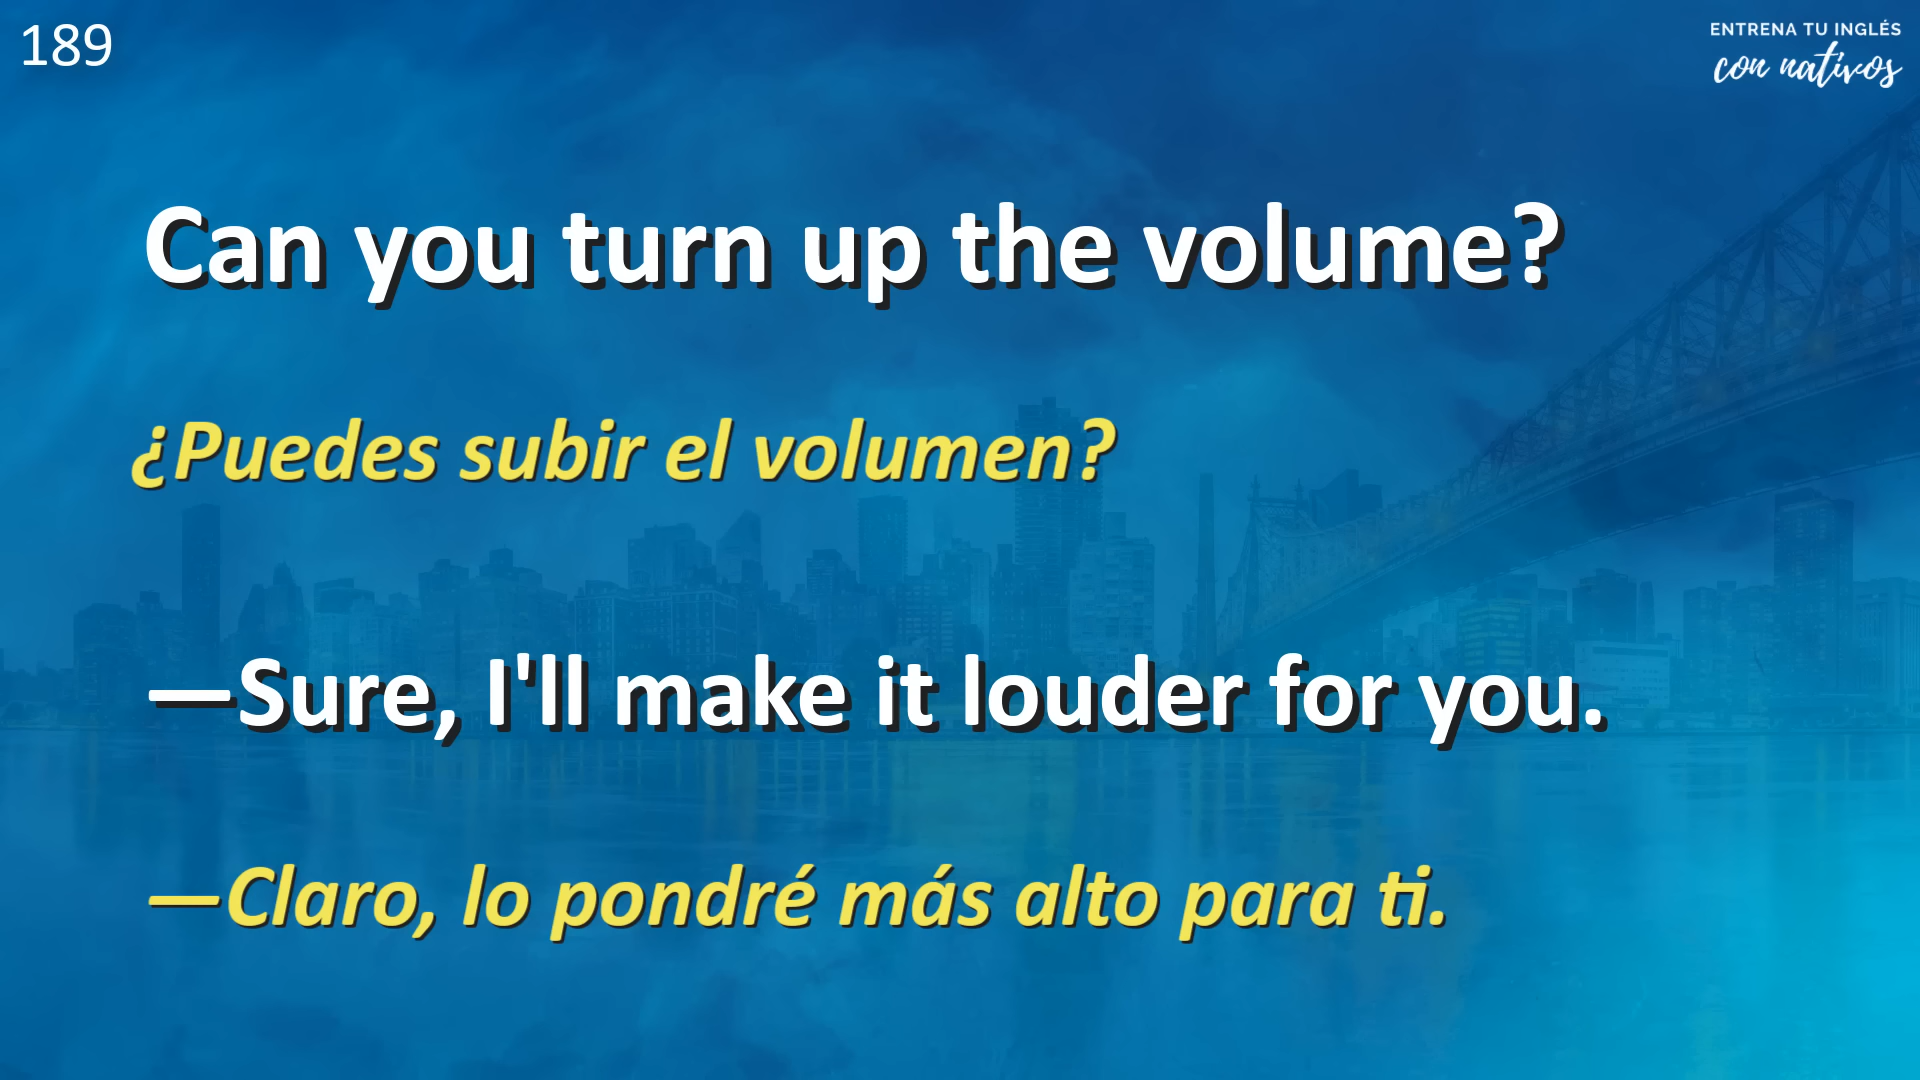 189
ENTRENA TU INGLÉS
con nativos
Can you turn up the volume?
¿Puedes subir el volumen?
—Sure, I'll make it louder for you.
—Claro, lo pondré más alto para ti.